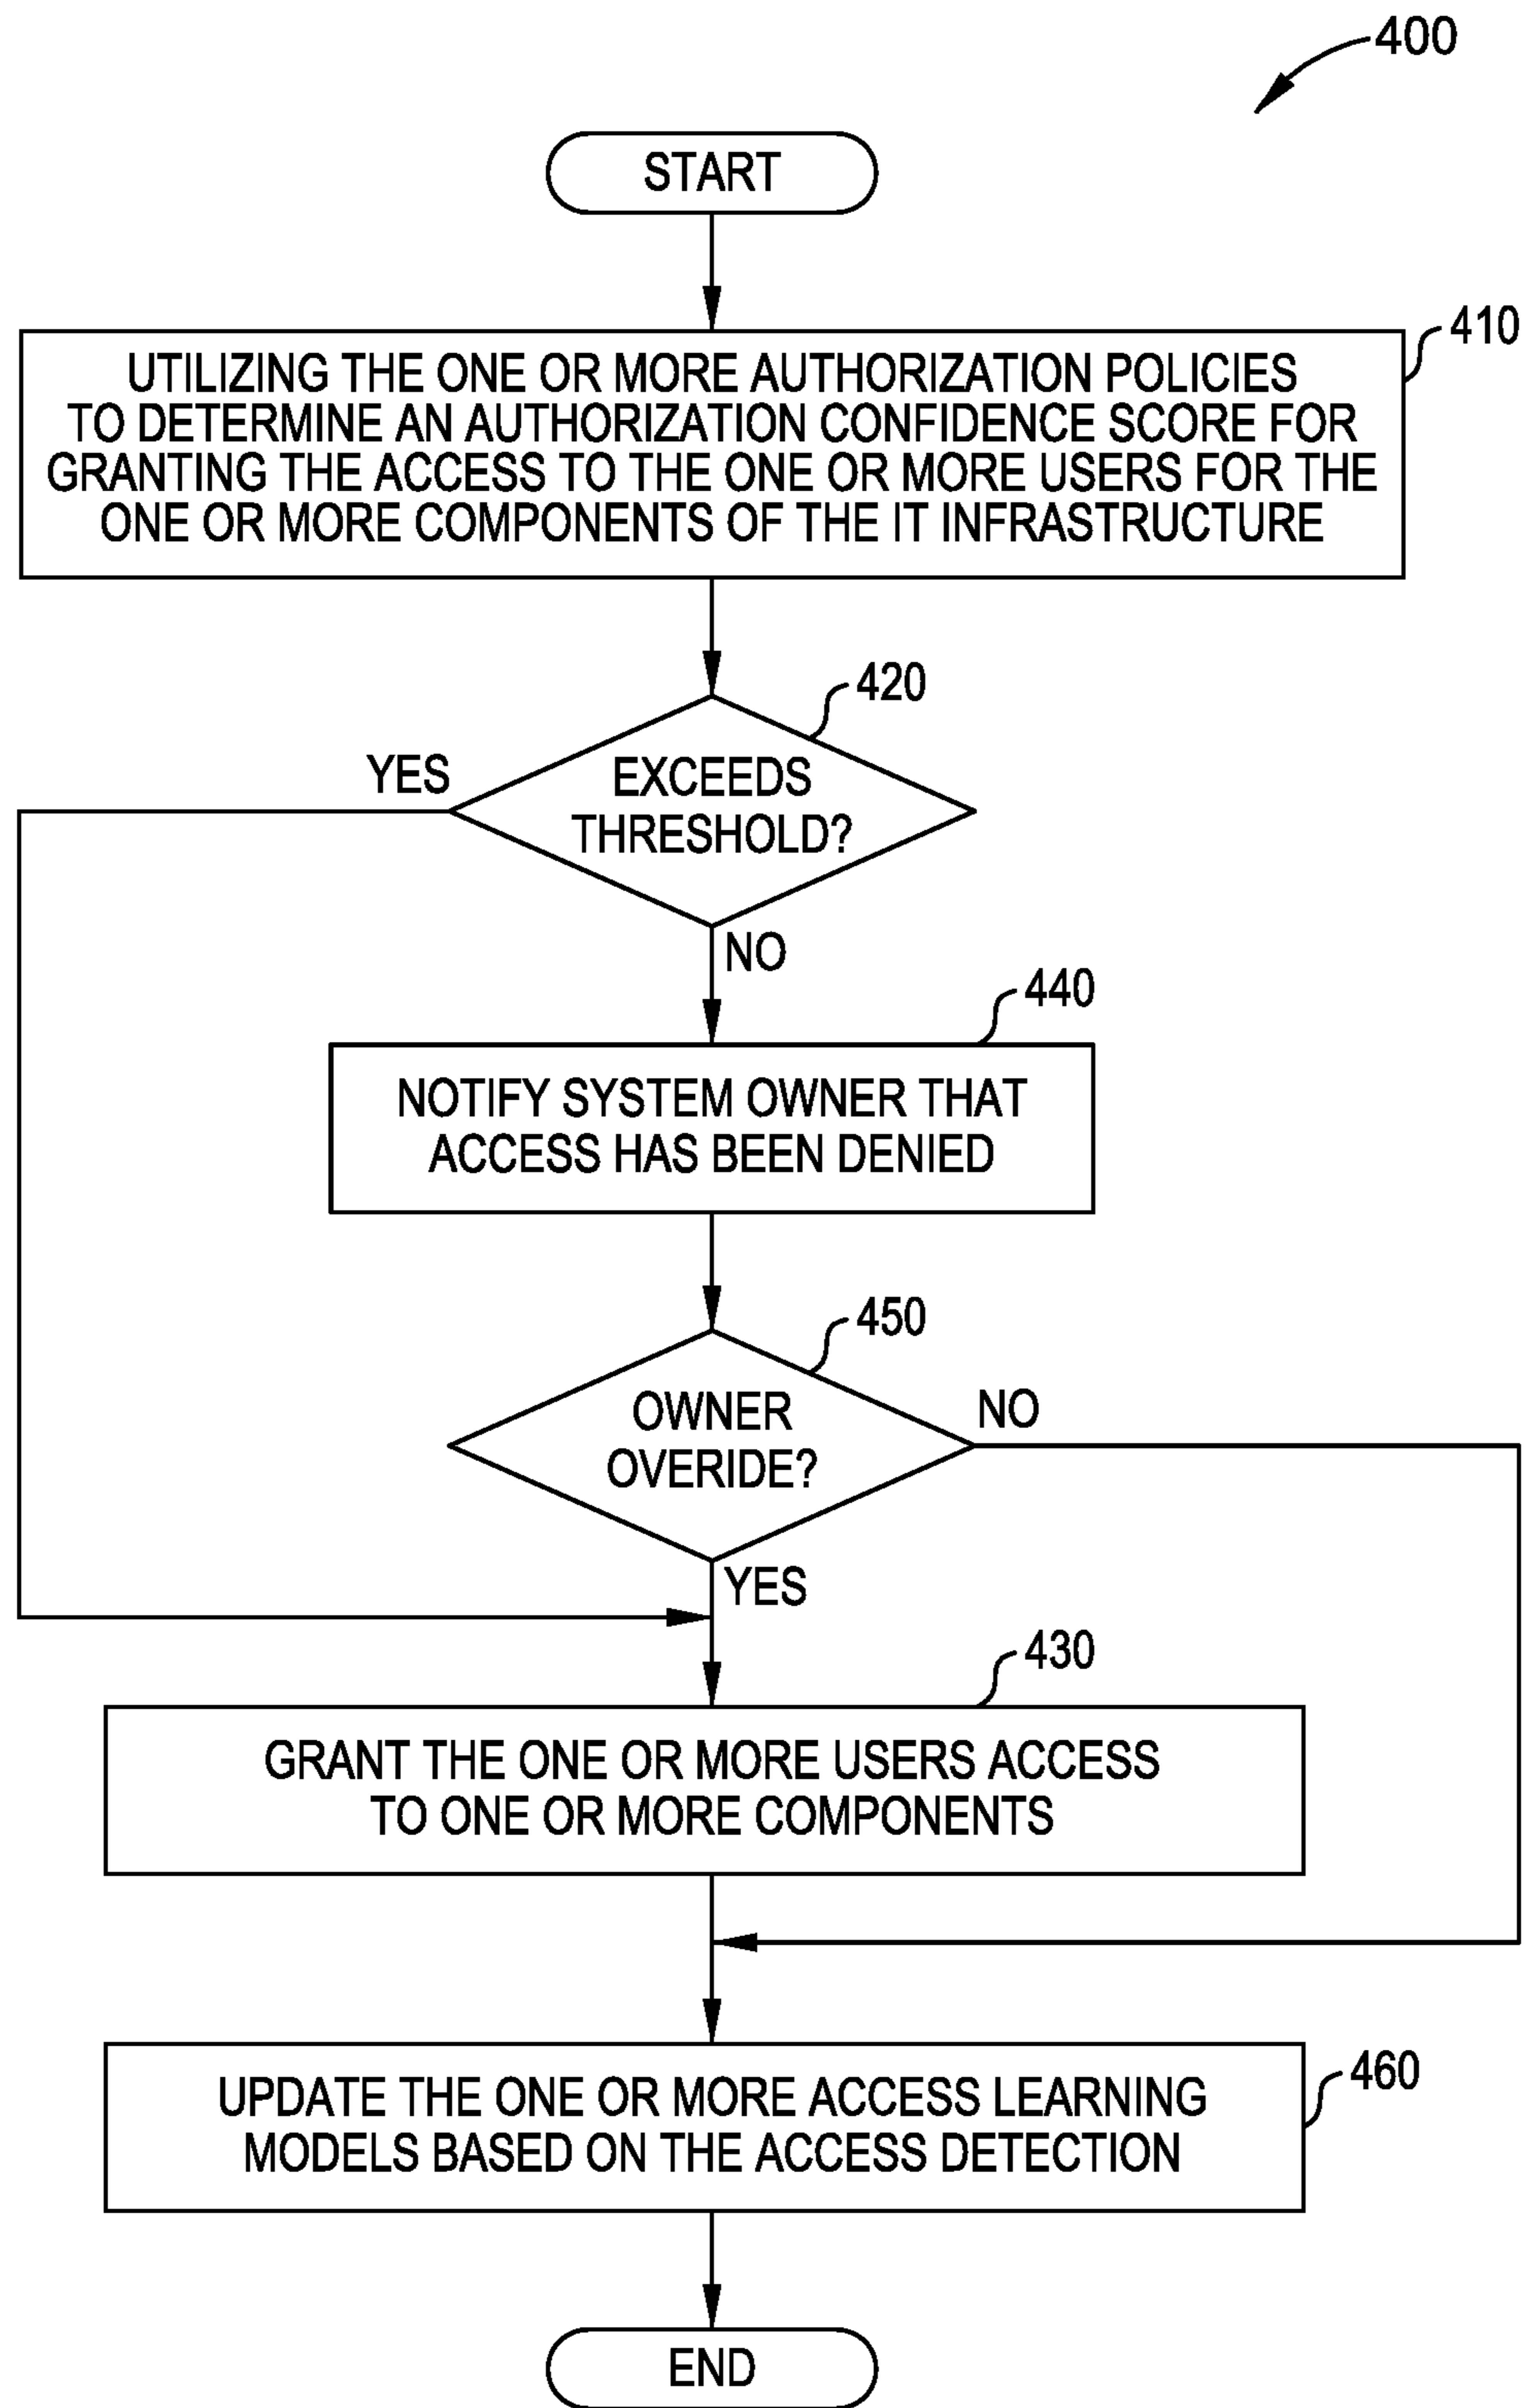 400
START
410
UTILIZING THE ONE OR MORE AUTHORIZATION POLICIES
TO DETERMINE AN AUTHORIZATION CONFIDENCE SCORE FOR
GRANTING THE ACCESS TO THE ONE OR MORE USERS FOR THE
ONE OR MORE COMPONENTS OF THE IT INFRASTRUCTURE
420
YES
EXCEEDS
THRESHOLD?
NO
440
NOTIFY SYSTEM OWNER THAT
ACCESS HAS BEEN DENIED
450
OWNER
OVERIDE?
NO
YES
430
GRANT THE ONE OR MORE USERS ACCESS
TO ONE OR MORE COMPONENTS
460
UPDATE THE ONE OR MORE ACCESS LEARNING
MODELS BASED ON THE ACCESS DETECTION
END